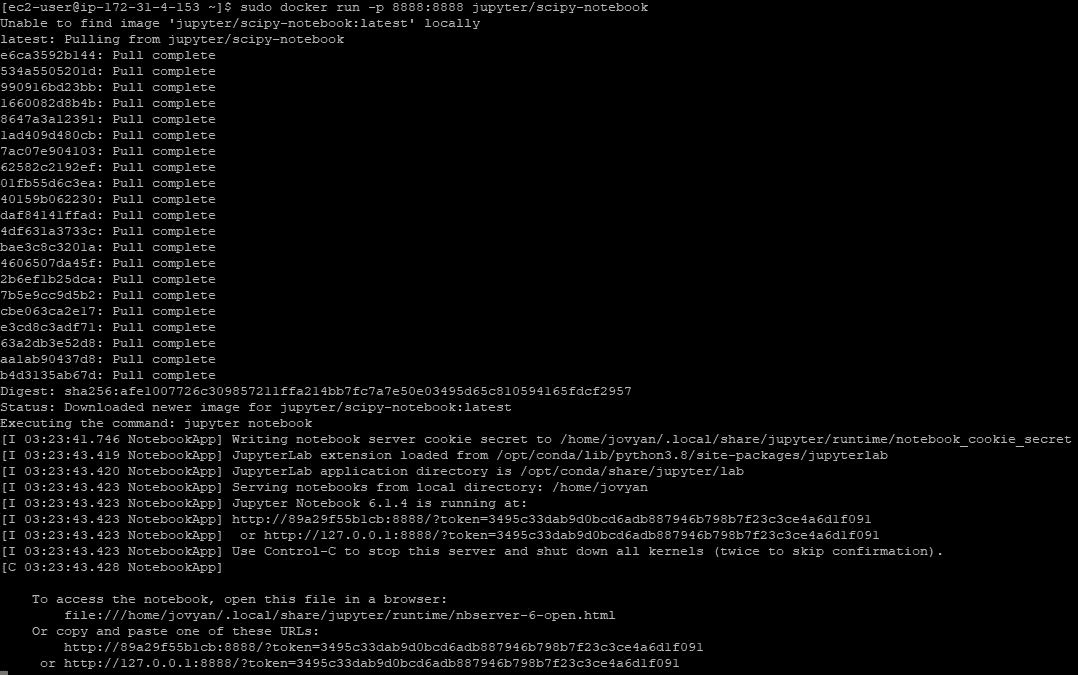 [ec2-user@ip-172-31-4-153 ~]$ sudo docker run -p 8888:8888 jupyter/scipy-notebook
Unable to find image 'jupyter/scipy-notebook:latest' locally
latest: Pulling from jupyter/scipy-notebook
e6ca3592b144: Pull complete
534a5505201d: Pull complete
990916bd23bb: Pull complete
1660082d8b4b: Pull complete
8647a3a12391: Pull complete
1ad409d480cb: Pull complete
7ac07e904103: Pull complete
62582c2192ef: Pull complete
01fb55d6c3ea: Pull complete
40159b062230: Pull complete
daf84141ffad: Pull complete
4df631a3733c: Pull complete
bae3c8c3201a: Pull complete
4606507da45f: Pull complete
2b6ef1b25dca: Pull complete
7b5e9cc9d5b2: Pull complete
cbe063ca2e17: Pull complete
e3cd8c3adf71: Pull complete
63a2db3e52d8: Pull complete
aa1ab90437d8: Pull complete
b4d3135ab67d: Pull complete
Digest: sha256:afe1007726c309857211ffa214bb7fc7a7e50e03495d65c810594165fdcf2957
Status: Downloaded newer image for jupyter/scipy-notebook:latest
Executing the command: jupyter notebook
[I 03:23:41.746 NotebookApp] Writing notebook server cookie secret to /home/jovyan/.local/share/jupyter/runtime/notebook_cookie_secret
[I 03:23:43.419 NotebookApp] JupyterLab extension loaded from /opt/conda/lib/python3.8/site-packages/jupyterlab
[I 03:23:43.420 NotebookApp] JupyterLab application directory is /opt/conda/share/jupyter/lab
[I 03:23:43.423 NotebookApp] Serving notebooks from local directory: /home/jovyan
[I 03:23:43.423 NotebookApp] Jupyter Notebook 6.1.4 is running at:
[I 03:23:43.423 NotebookApp] http://89a29f55b1cb:8888/?token=3495c33dab9d0bcd6adb887946b798b7f23c3ce4a6d1f091
[I 03:23:43.423 NotebookApp]  or http://127.0.0.1:8888/?token=3495c33dab9d0bcd6adb887946b798b7f23c3ce4a6d1f091
[I 03:23:43.423 NotebookApp] Use Control-C to stop this server and shut down all kernels (twice to skip confirmation).
[C 03:23:43.428 NotebookApp]
To access the notebook, open this file in a browser:
file:///home/jovyan/.local/share/jupyter/runtime/nbserver-6-open.html
Or copy and paste one of these URLs:
http://89a29f55b1cb:8888/?token=3495c33dab9d0bcd6adb887946b798b7f23c3ce4a6d1f091
or http://127.0.0.1:8888/?token=3495c33dab9d0bcd6adb887946b798b7f23c3ce4a6d1f091